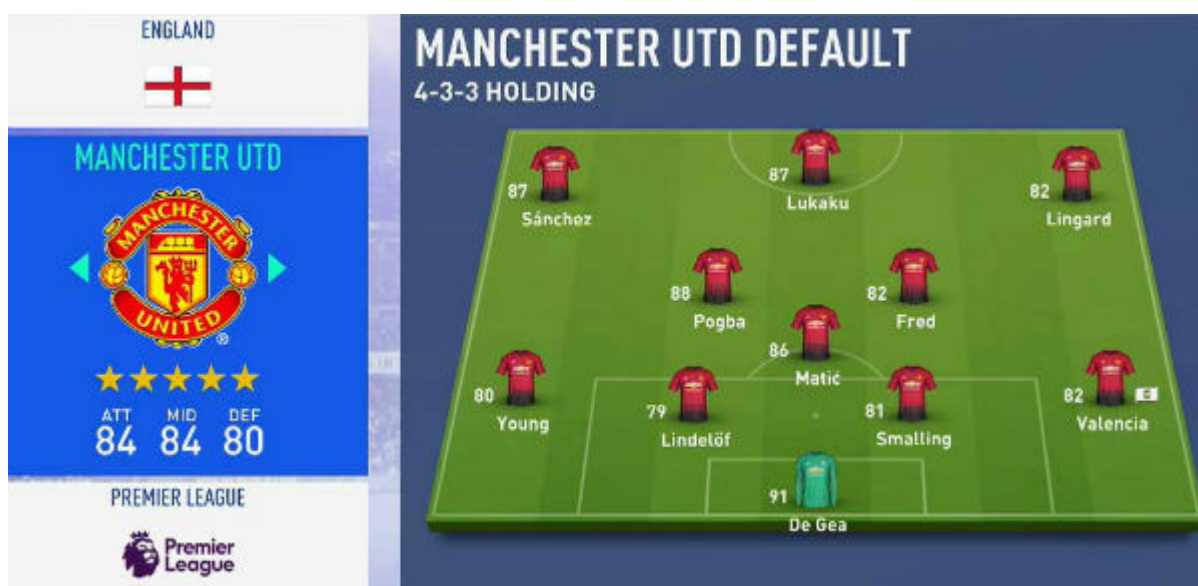 ENGLAND
MANCHESTER UTD
MANCHESTER
UNITED
®
ATT MID DEF
84 84 80
PREMIER LEAGUE
Premier
League
MANCHESTER UTD DEFAULT
4-3-3 HOLDING
87
Sánchez
87
Lukaku
82
Lingard
88
Pogba
82
Fred
86
Matić
80
Young
79
Lindelöf
81
Smalling
82
Valencia
91
De Gea